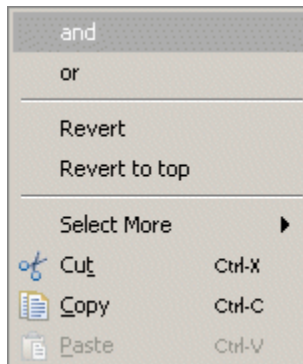 and
or
Revert
Revert to top
Select More
Cut Ctrl-X
Copy Ctrl-C
Paste Ctrl-V